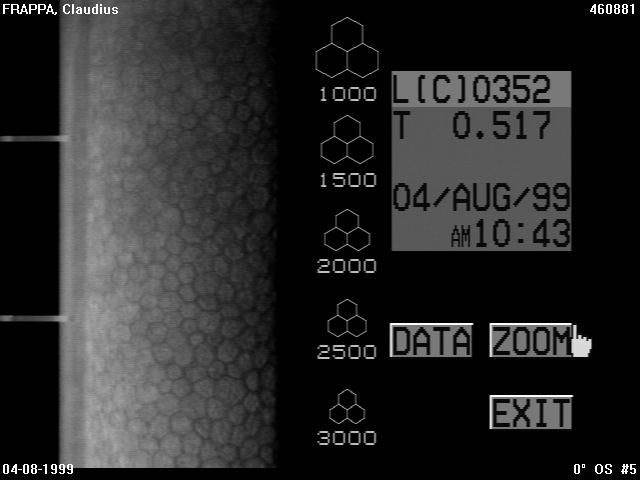 FRAPPA, Claudius
460881
1000
1500
2000
2500
3000
L[C]0352
T 0.517
04/AUG/99
AM10:43
DATA ZOOM
EXIT
04-08-1999
0° OS #5